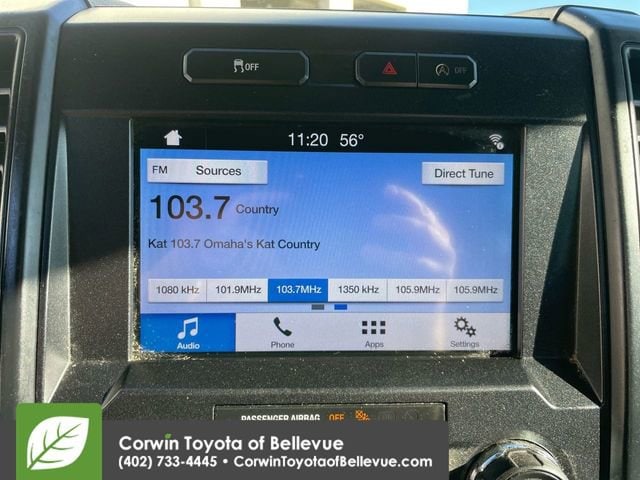 OFF
OFF
11:20 56°
FM Sources
Direct Tune
103.7 Country
Kat 103.7 Omaha's Kat Country
1080 kHz 101.9MHz 103.7MHz 1350 kHz 105.9MHz 105.9MHz
Audio Phone Apps Settings
PASSENGER AIRBAG OFF
Corwin Toyota of Bellevue
(402) 733-4445 • CorwinToyotaofBellevue.com